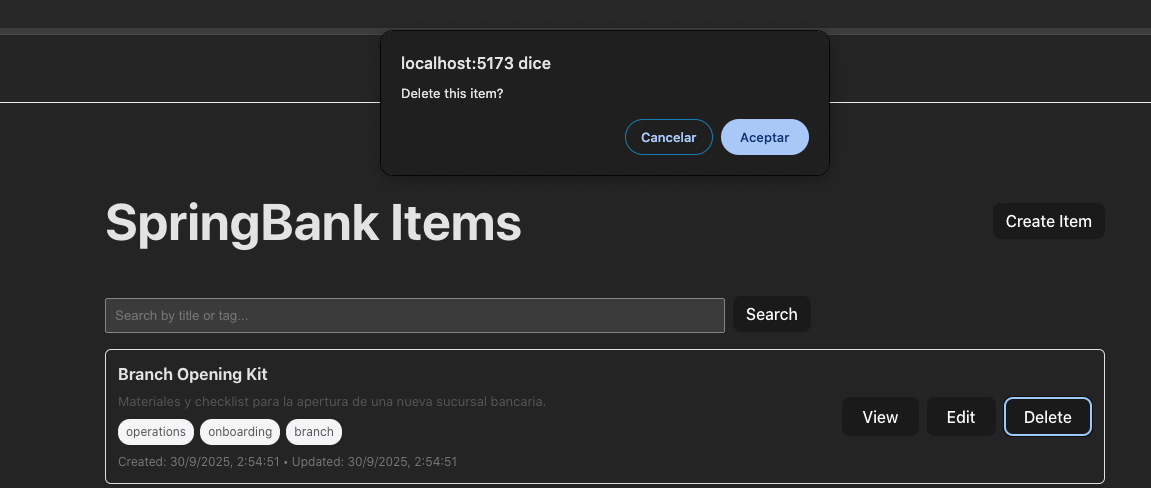 localhost:5173 dice
Delete this item?
Cancelar Aceptar
SpringBank Items
Create Item
Search by title or tag...
Search
Branch Opening Kit
Materiales y checklist para la apertura de una nueva sucursal bancaria.
operations onboarding branch
Created: 30/9/2025, 2:54:51 • Updated: 30/9/2025, 2:54:51
View Edit Delete